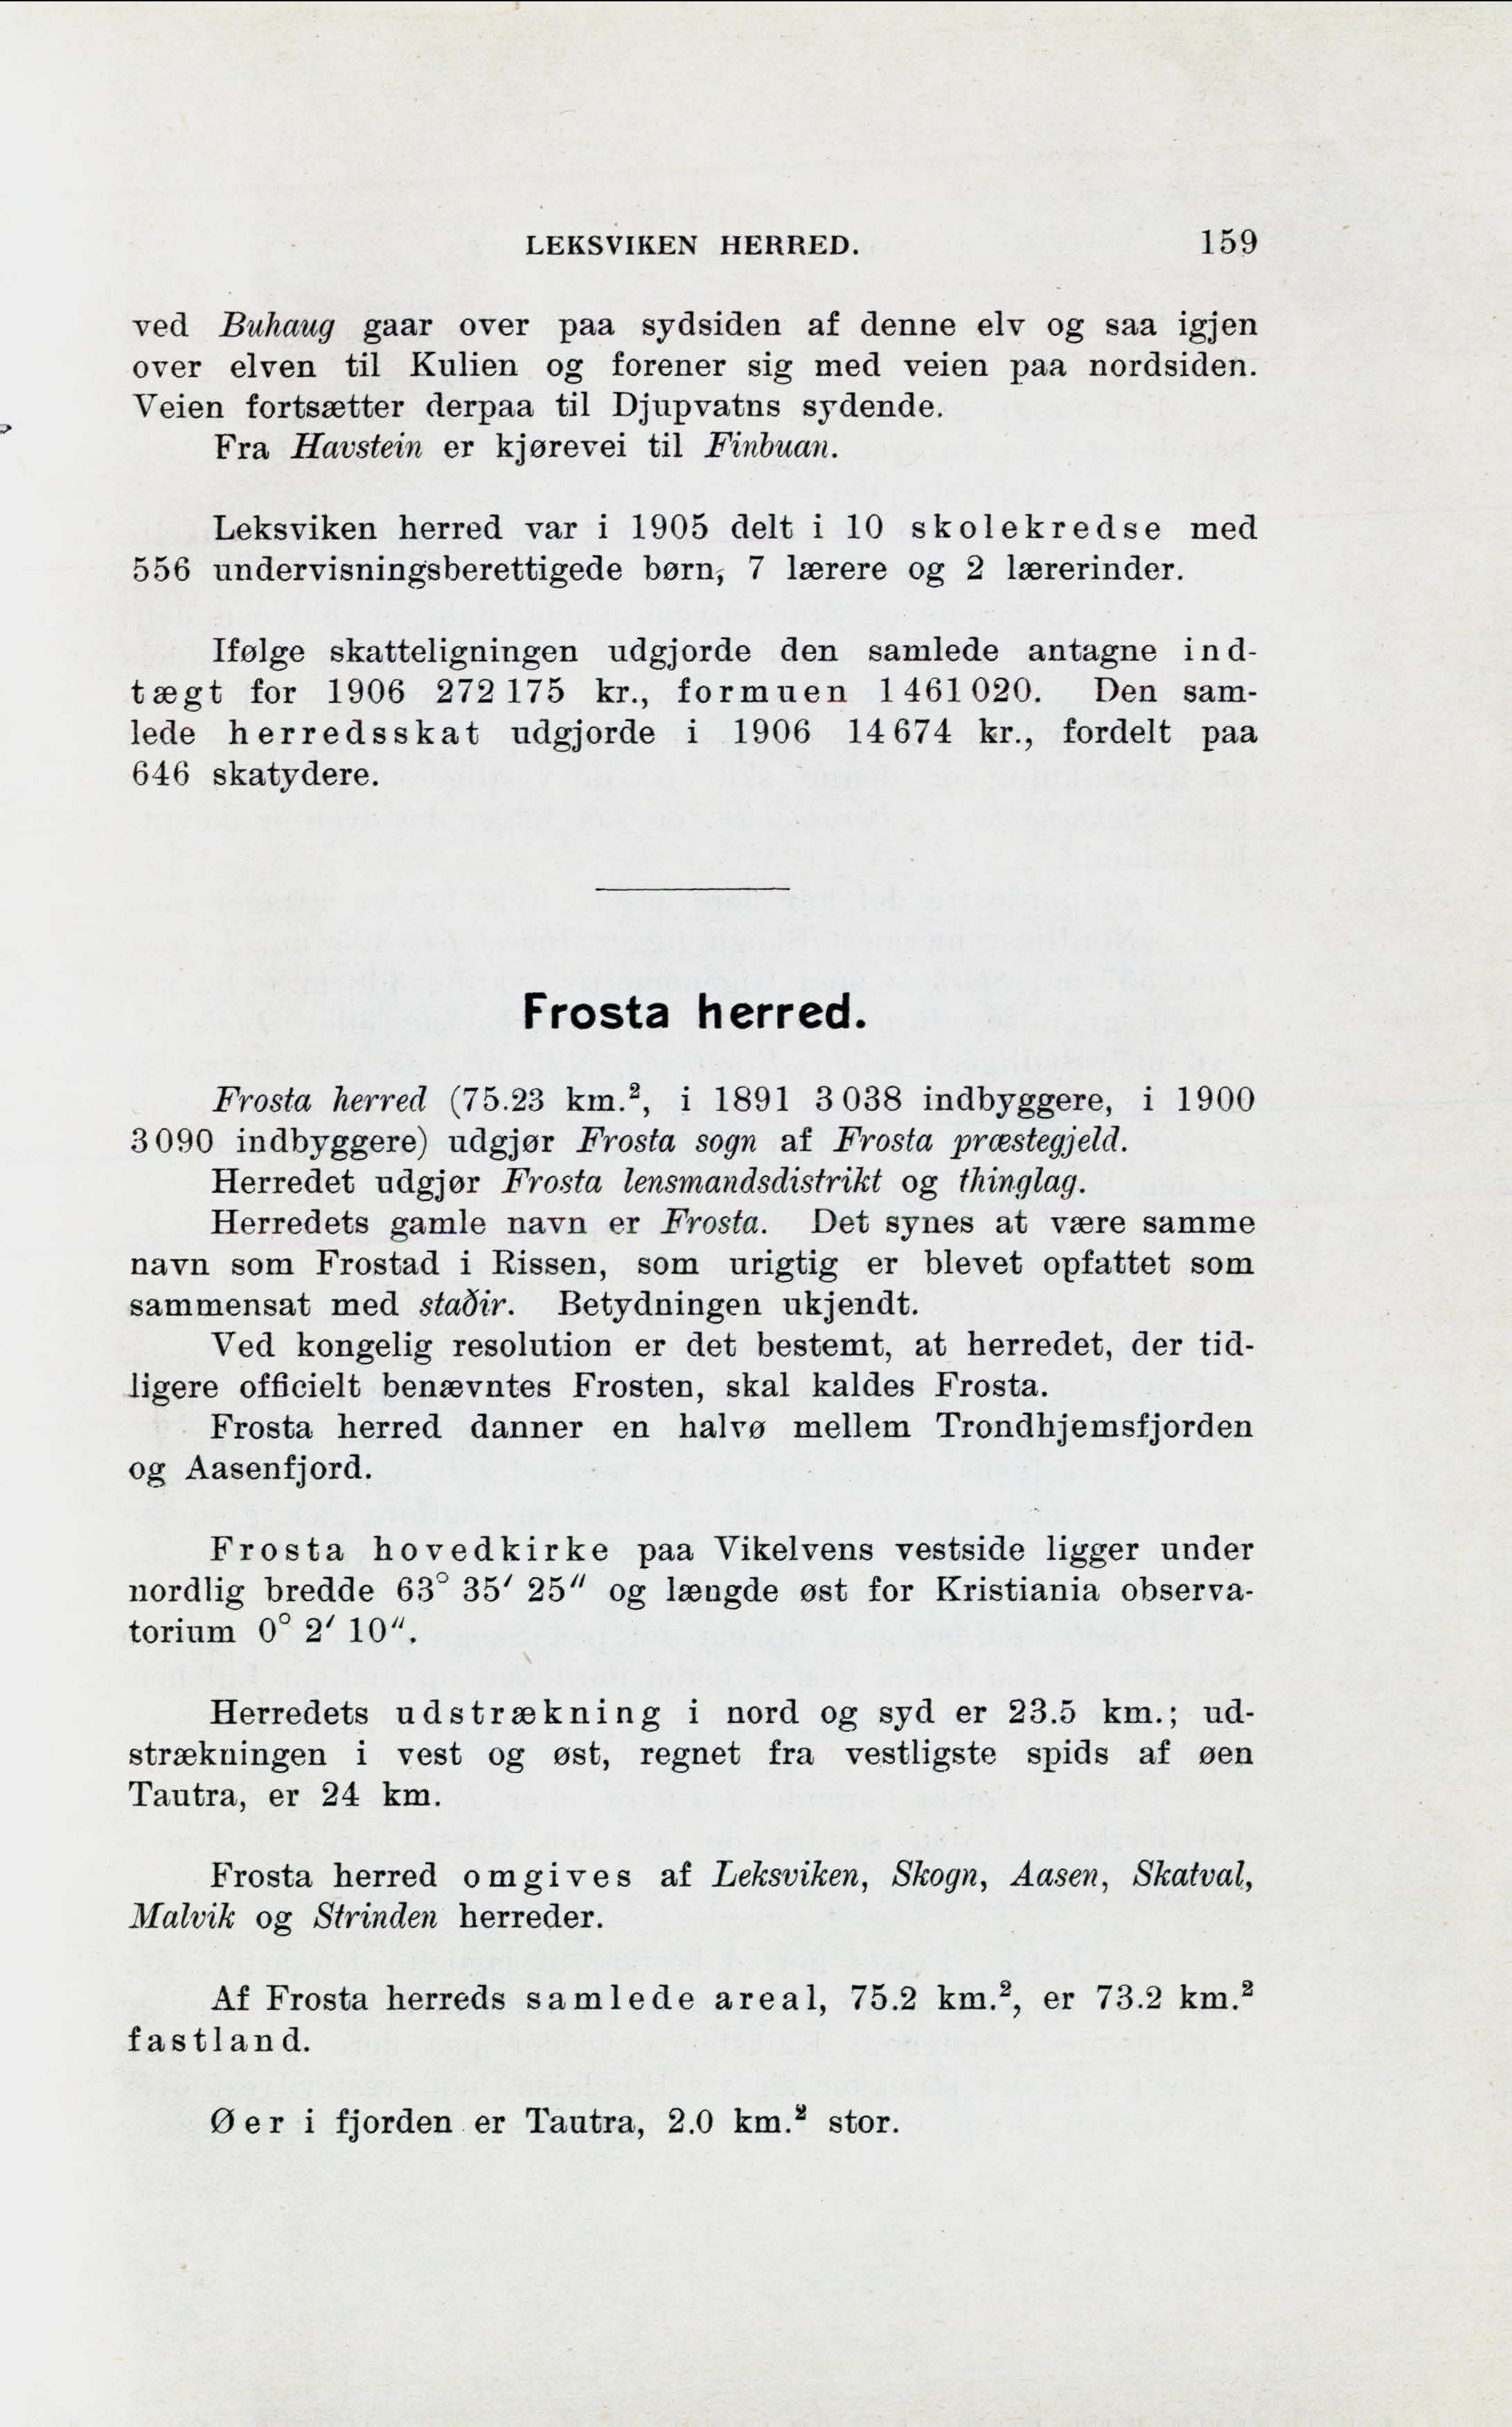 LEKSVIKEN HERRED. 159
ved Buhaug gaar over paa sydsiden af denne elv og saa igjen
over elven til Kulien og forener sig med veien paa nordsiden.
Veien fortsætter derpaa til Djupvatns sydende.
Fra Havstein er kjørevei til Finbuan.
Leksviken herred var i 1905 delt i 10 skolekredse med
556 undervisningsberettigede børn, 7 lærere og 2 lærerinder.
Ifølge skatteligningen udgjorde den samlede antagne ind-
tægt for 1906 272 175 kr., formuen 1 461 020. Den sam-
lede herredsskat udgjorde i 1906 14 674 kr., fordelt paa
646 skatydere.
Frosta herred.
Frosta herred (75.23 km.², i 1891 3 038 indbyggere, i 1900
3 090 indbyggere) udgjør Frosta sogn af Frosta præstegjeld.
Herredet udgjør Frosta lensmandsdistrikt og thinglag.
Herredets gamle navn er Frosta. Det synes at være samme
navn som Frostad i Rissen, som urigtig er blevet opfattet som
sammensat med staðir. Betydningen ukjendt.
Ved kongelig resolution er det bestemt, at herredet, der tid-
ligere officielt benævntes Frosten, skal kaldes Frosta.
Frosta herred danner en halvø mellem Trondhjemsfjorden
og Aasenfjord.
Frosta hovedkirke paa Vikelvens vestside ligger under
nordlig bredde 63° 35′ 25″ og længde øst for Kristiania observa-
torium 0° 2′ 10″.
Herredets udstrækning i nord og syd er 23.5 km.; ud-
strækningen i vest og øst, regnet fra vestligste spids af øen
Tautra, er 24 km.
Frosta herred omgives af Leksviken, Skogn, Aasen, Skatval,
Malvik og Strinden herreder.
Af Frosta herreds samlede areal, 75.2 km.², er 73.2 km.²
fastland.
Øer i fjorden er Tautra, 2.0 km.² stor.